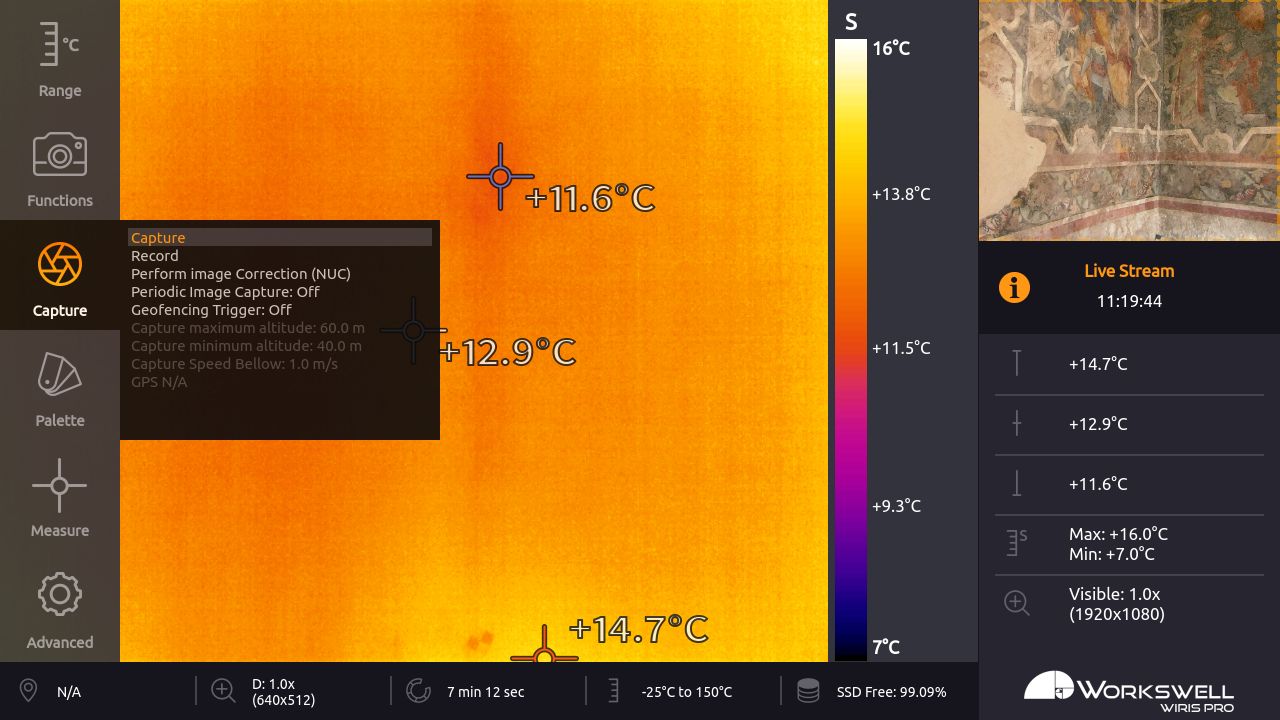 °C
Range
Functions
Capture
Palette
Measure
Advanced
Capture
Record
Perform image Correction (NUC)
Periodic Image Capture: Off
Geofencing Trigger: Off
Capture maximum altitude: 60.0 m
Capture minimum altitude: 40.0 m
Capture Speed Bellow: 1.0 m/s
GPS N/A
+11.6°C
+12.9°C
+14.7°C
S
16°C
+13.8°C
+11.5°C
+9.3°C
7°C
i
Live Stream
11:19:44
+14.7°C
+12.9°C
+11.6°C
S
Max: +16.0°C
Min: +7.0°C
Visible: 1.0x
(1920x1080)
N/A
D: 1.0x
(640x512)
7 min 12 sec
-25°C to 150°C
SSD Free: 99.09%
WORKSWELL
WIRIS PRO